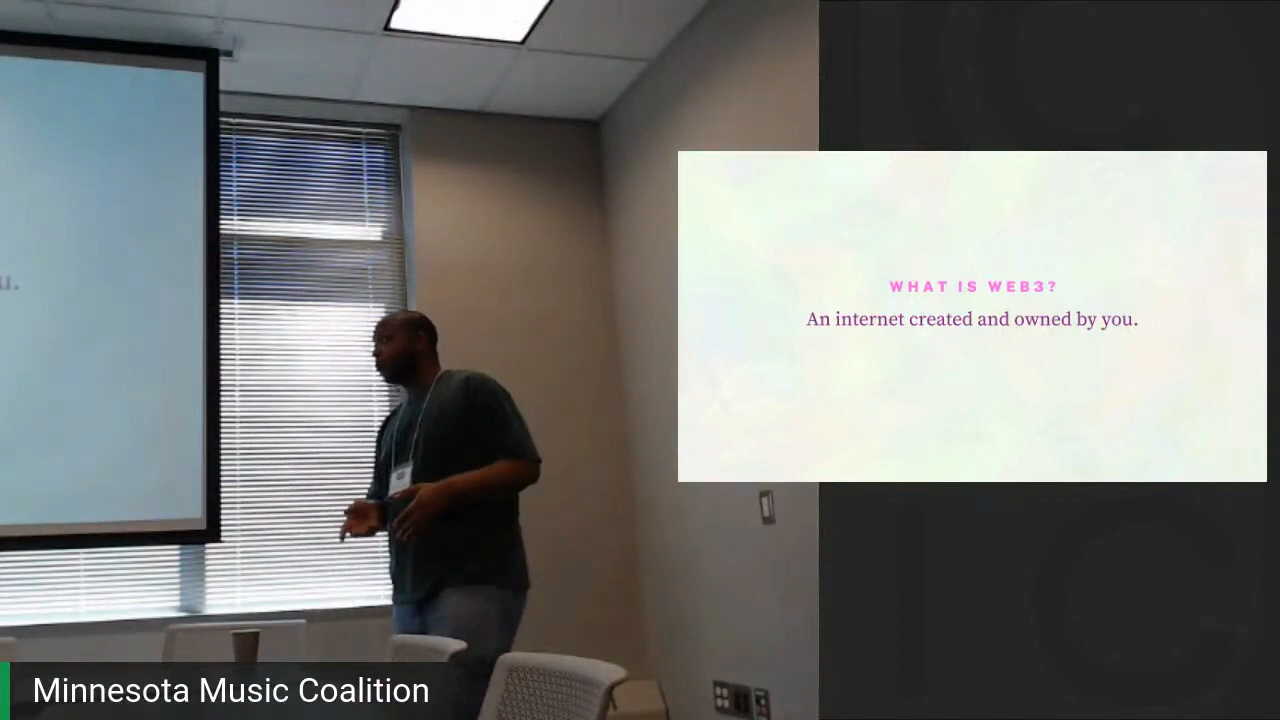 u.
WHAT IS WEB3?
An internet created and owned by you.
Minnesota Music Coalition